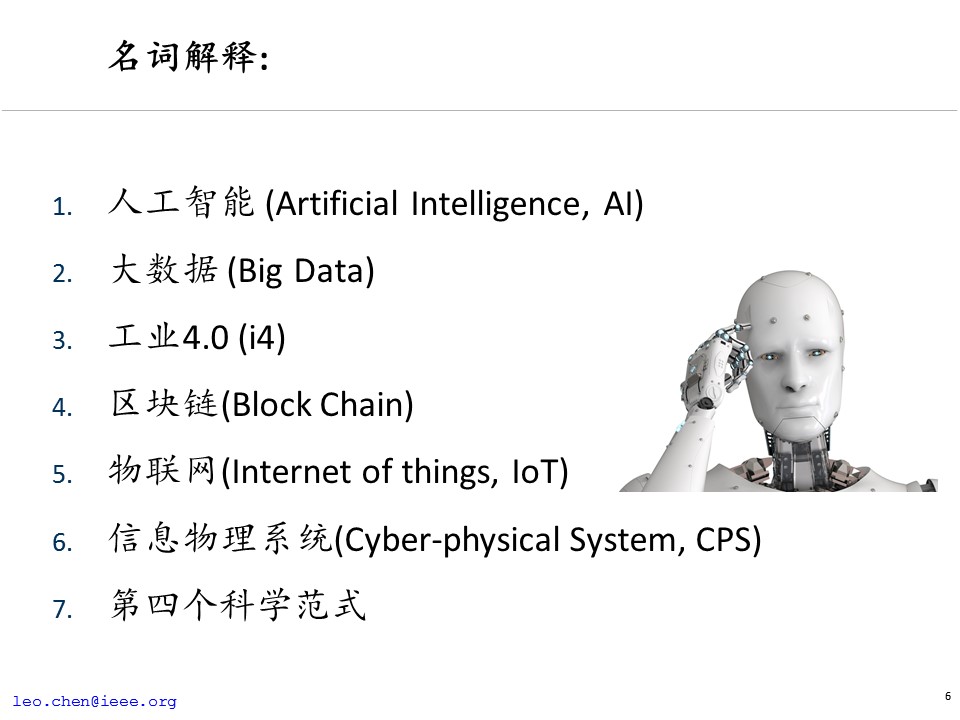 名词解释:
1. 人工智能 (Artificial Intelligence, AI)
2. 大数据 (Big Data)
3. 工业4.0 (i4)
4. 区块链(Block Chain)
5. 物联网(Internet of things, IoT)
6. 信息物理系统(Cyber-physical System, CPS)
7. 第四个科学范式
leo.chen@ieee.org
6